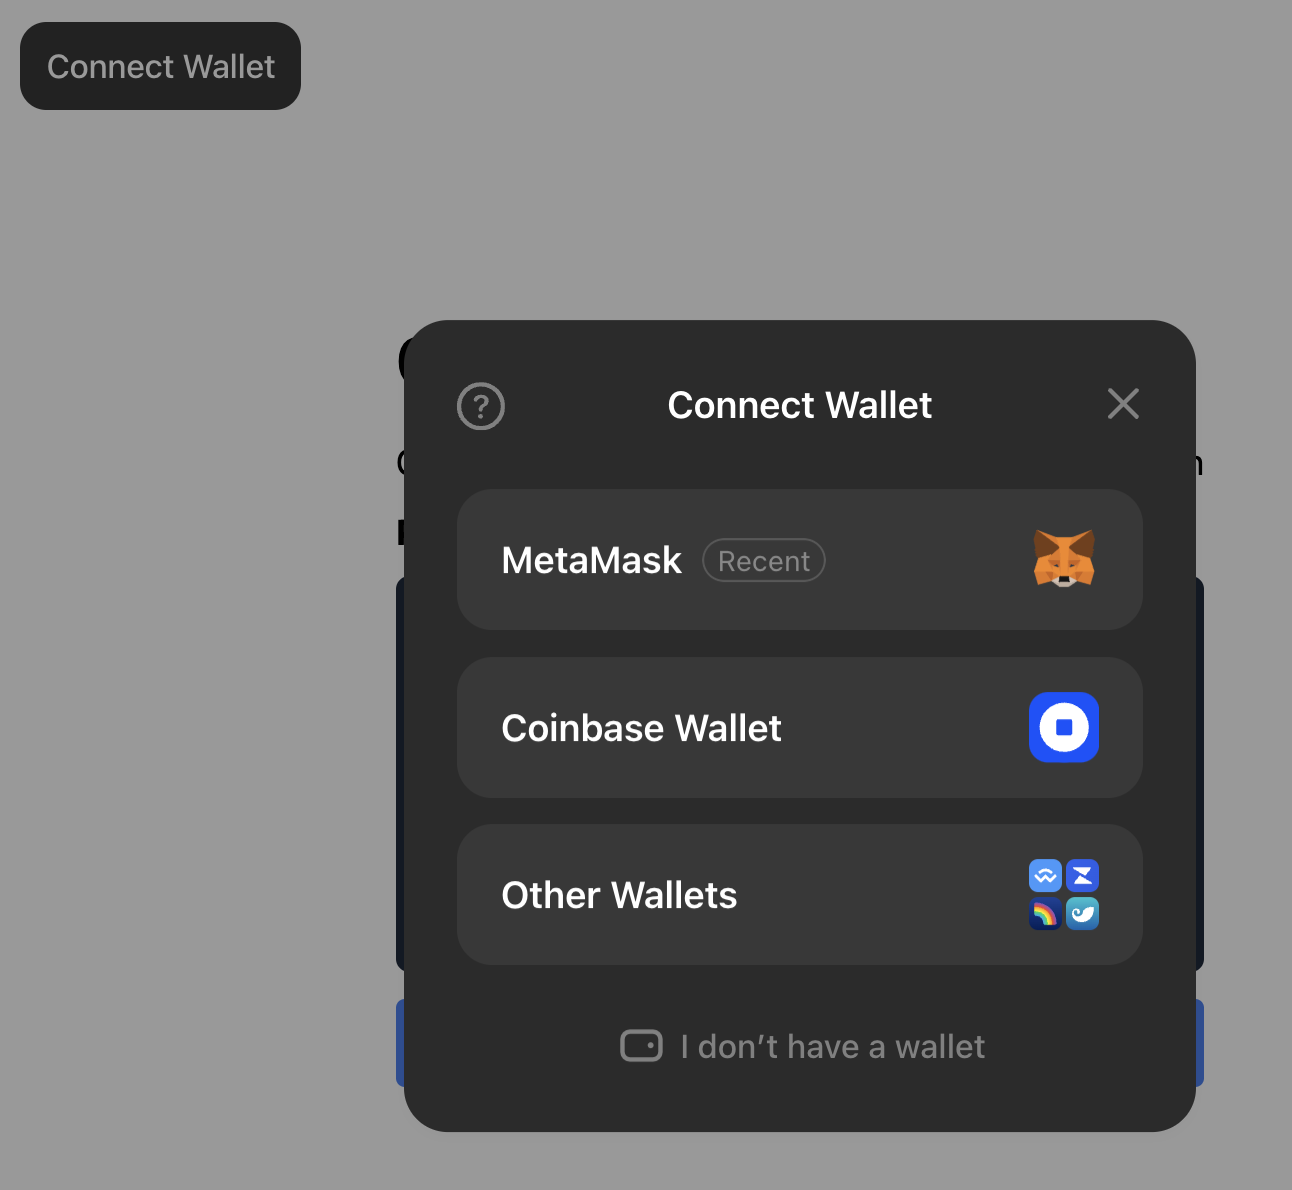 Connect Wallet
?
Connect Wallet
MetaMask Recent
Coinbase Wallet
Other Wallets
I don’t have a wallet